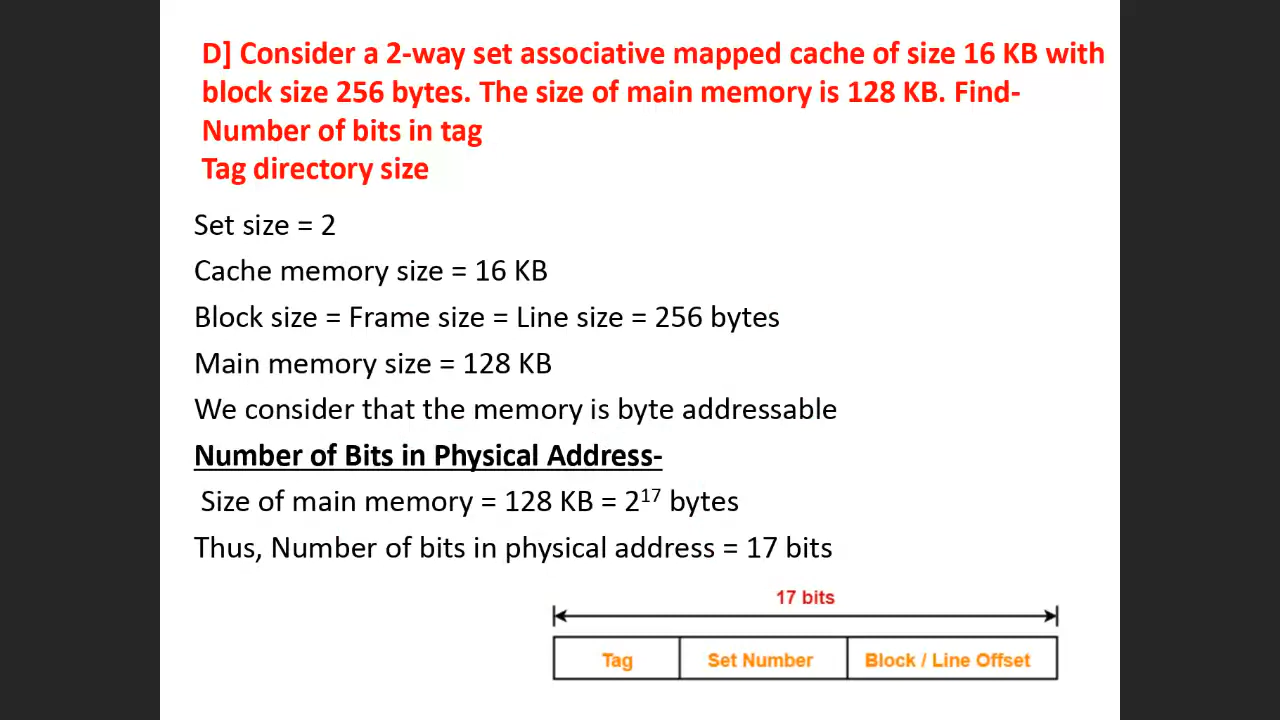 D] Consider a 2-way set associative mapped cache of size 16 KB with
block size 256 bytes. The size of main memory is 128 KB. Find-
Number of bits in tag
Tag directory size
Set size = 2
Cache memory size = 16 KB
Block size = Frame size = Line size = 256 bytes
Main memory size = 128 KB
We consider that the memory is byte addressable
Number of Bits in Physical Address-
Size of main memory = 128 KB = 2¹⁷ bytes
Thus, Number of bits in physical address = 17 bits
17 bits
Tag Set Number Block / Line Offset